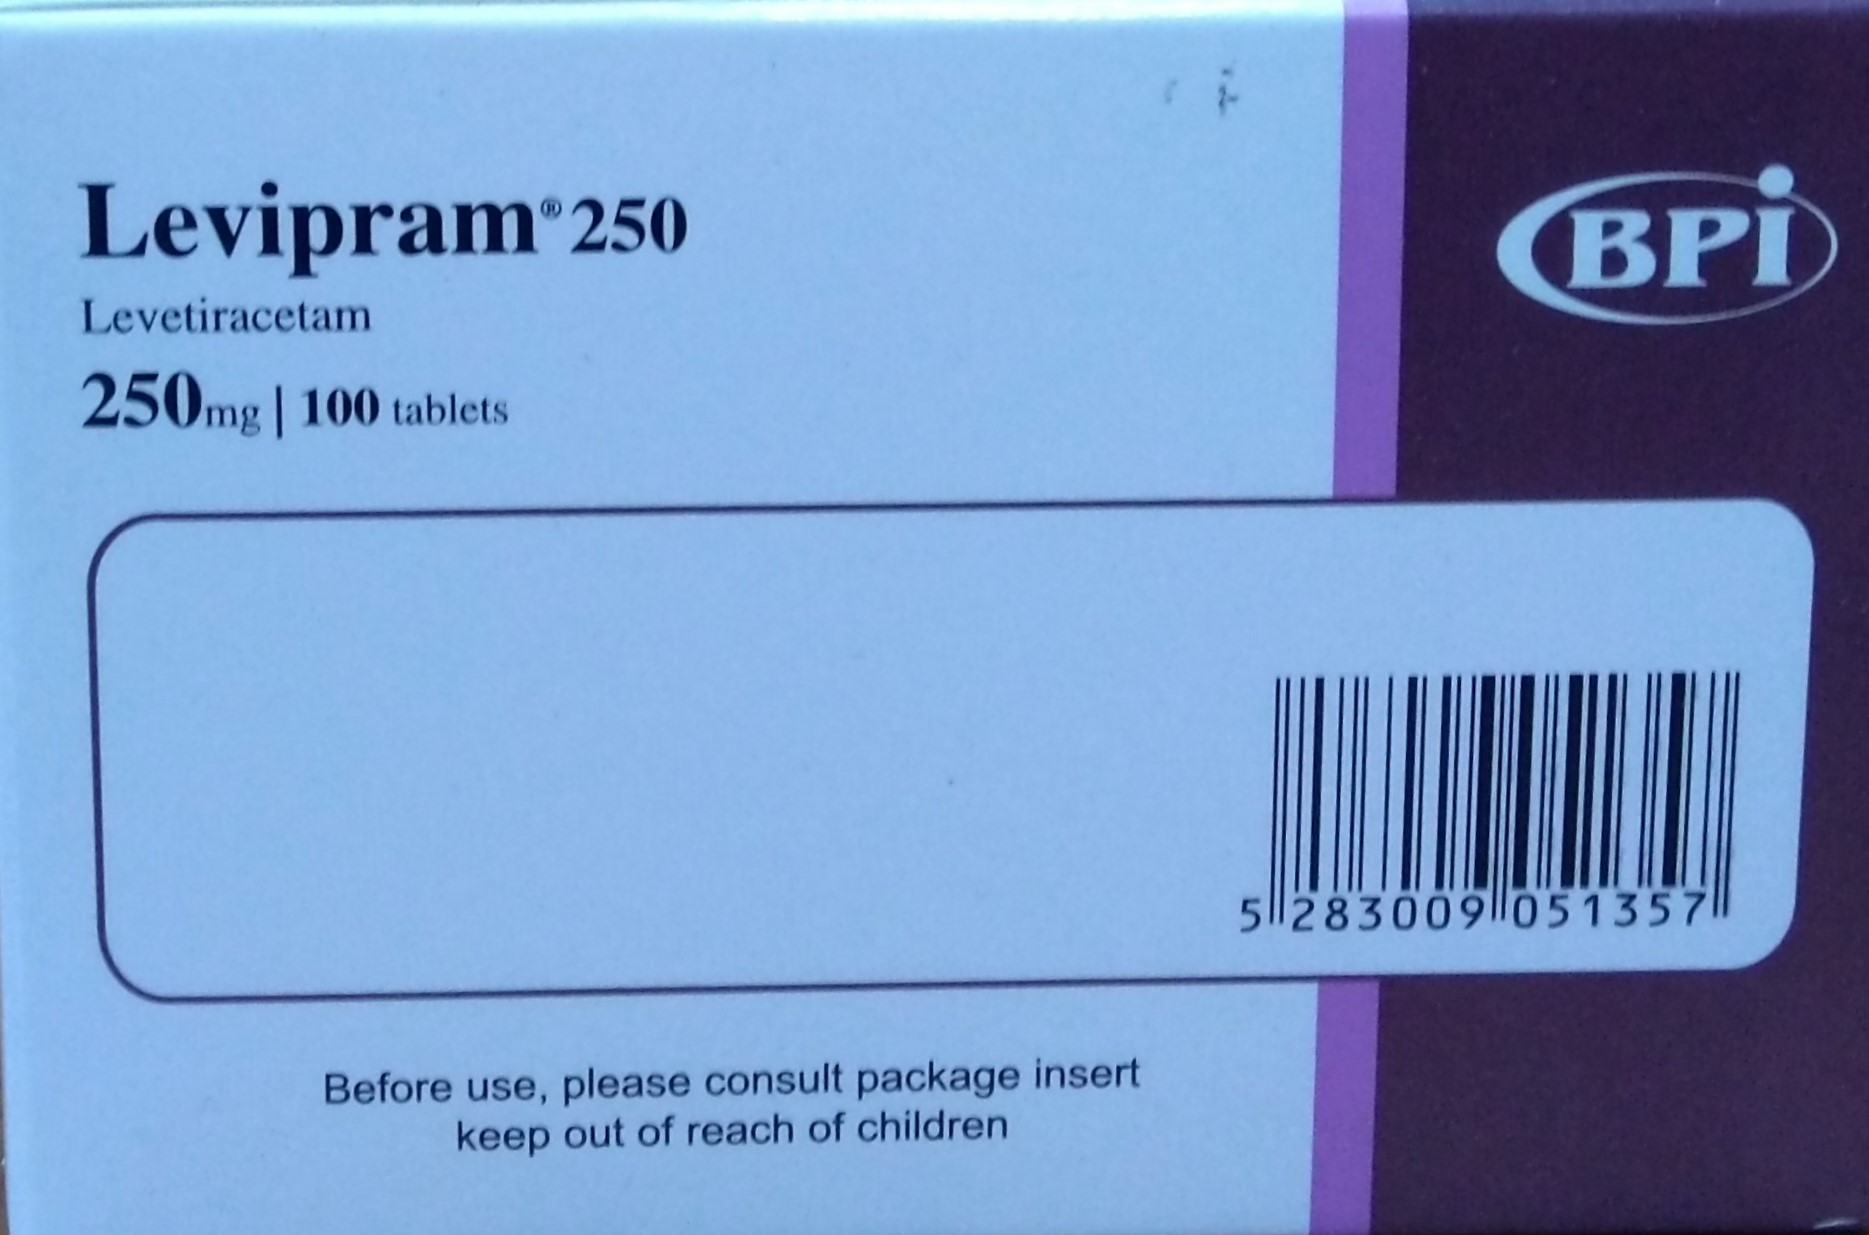 Levipram® 250
BPi
Levetiracetam
250mg | 100 tablets
5 283009 051357
Before use, please consult package insert
keep out of reach of children